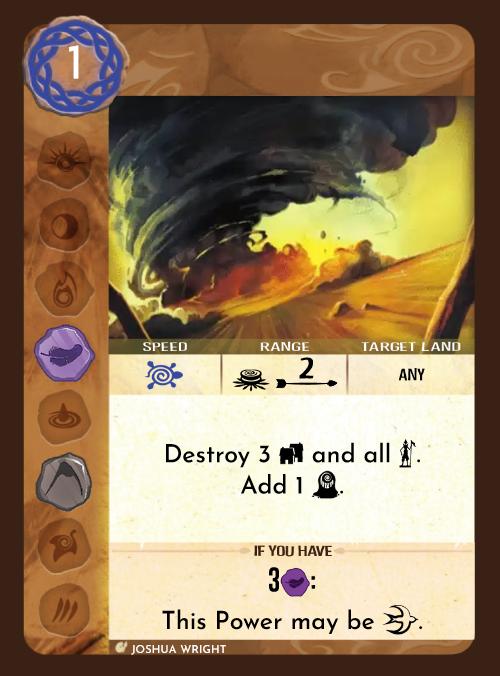 1
SPEED RANGE TARGET LAND
2 ANY
Destroy 3 and all .
Add 1 .
IF YOU HAVE
3 :
This Power may be .
JOSHUA WRIGHT